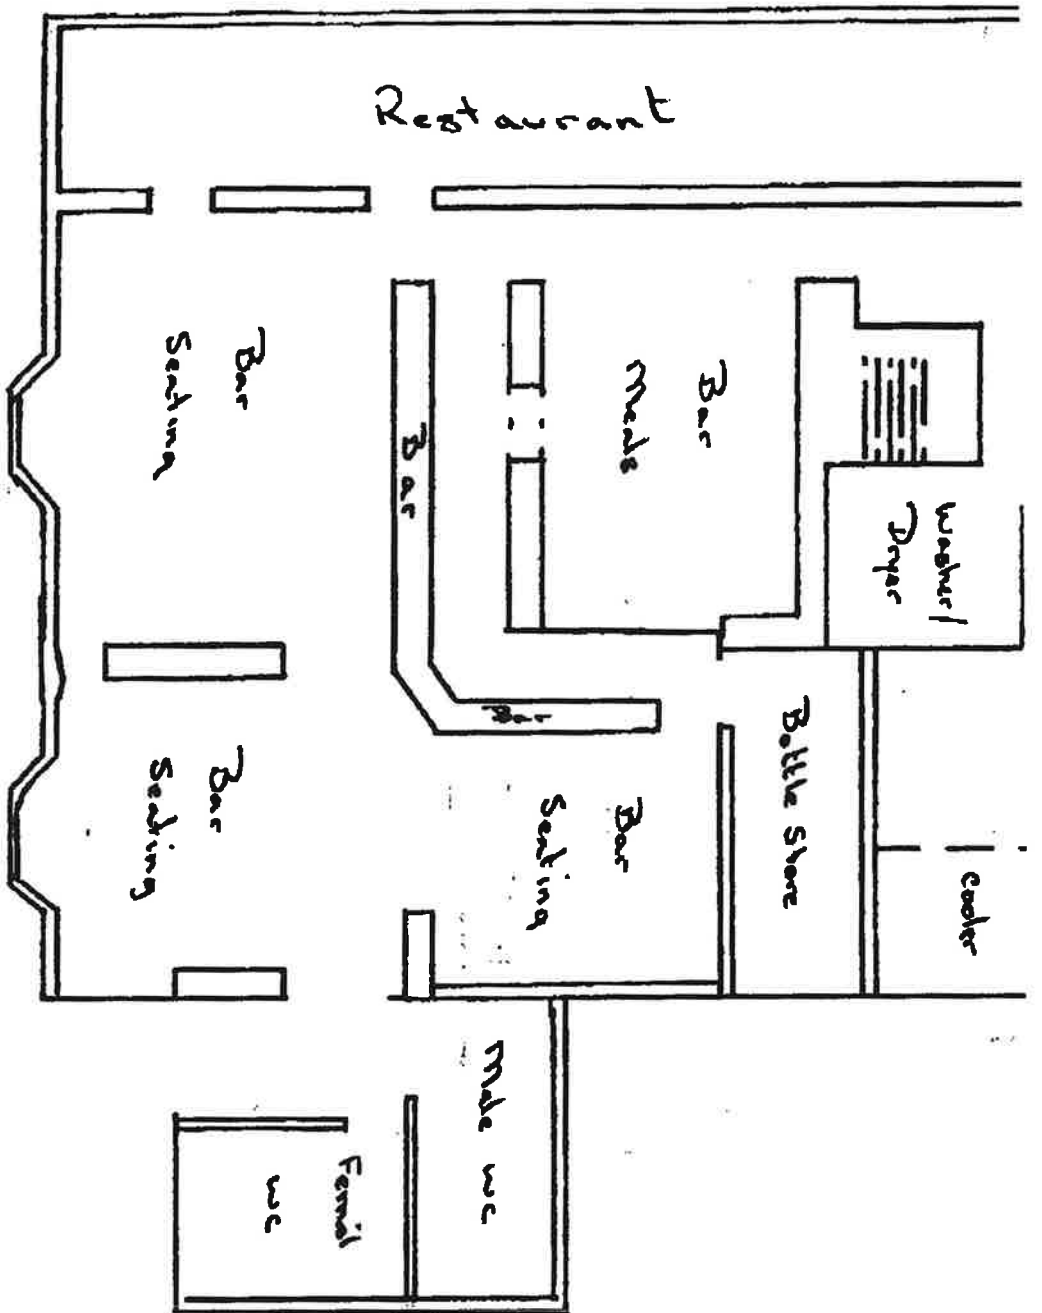 Restaurant
Bar
Seating
Bar
Bar
Meals
Washer/
Dryer
Bar
Bottle Store
Bar
Seating
Bar
Seating
Cooler
Male WC
Femail
WC